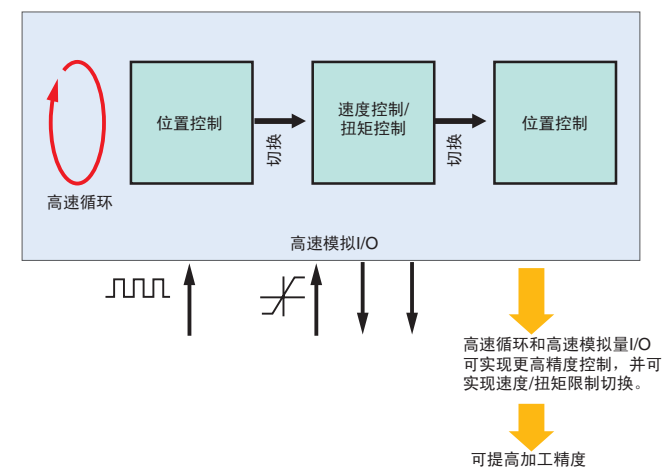 位置控制
切换
速度控制/
扭矩控制
切换
位置控制
高速循环
高速模拟I/O
高速循环和高速模拟量I/O
可实现更高精度控制，并可
实现速度/扭矩限制切换。
可提高加工精度